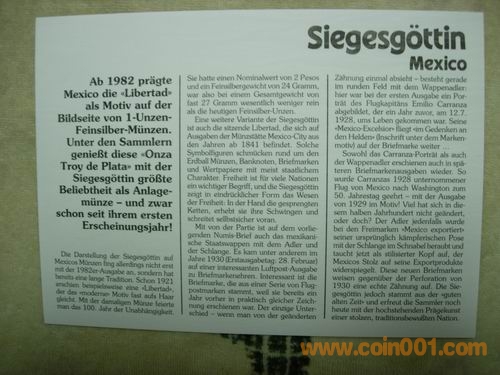 Siegesgöttin
Mexico
Ab 1982 prägte
Mexico die «Libertad»
als Motiv auf der
Bildseite von 1-Unzen-
Feinsilber-Münzen.
Unter den Sammlern
genießt diese «Onza
Troy de Plata» mit der
Siegesgöttin größte
Beliebtheit als Anlage-
münze – und zwar
schon seit ihrem ersten
Erscheinungsjahr!
Die Darstellung der Siegesgöttin auf
Mexicos Münzen fing allerdings nicht erst
mit der 1982er-Ausgabe an, sondern hat
bereits eine lange Tradition. Schon 1921
erschien beispielsweise eine «Libertad»,
der das «moderne» Motiv fast aufs Haar
gleicht. Mit der damaligen Münze feierte
man das 100. Jahr der Unabhängigkeit.
Sie hatte einen Nominalwert von 2 Pesos
und ein Feinsilbergewicht von 24 Gramm,
war also bei einem Gesamtgewicht von
fast 27 Gramm wesentlich weniger rein
als die heutigen Feinsilber-Unzen.
Eine weitere Variante der Siegesgöttin
ist auch die sitzende Libertad, die sich auf
Ausgaben der Münzstätte Mexico-City aus
den Jahren ab 1841 befindet. Solche
Symbolfiguren schmücken rund um den
Erdball Münzen, Banknoten, Briefmarken
und Wertpapiere mit meist staatlichem
Charakter. Freiheit ist für viele Nationen
ein wichtiger Begriff, und die Siegesgöttin
zeigt in eindrücklicher Form das Wesen
der Freiheit: In der Hand die gesprengten
Ketten, erhebt sie ihre Schwingen und
schreitet selbstsicher voran.
Mit von der Partie ist auf dem vorlie-
genden Numis-Brief auch das mexikani-
sche Staatswappen mit dem Adler und
der Schlange. Es kam unter anderem im
Jahre 1930 (Erstausgabetag: 28. Februar)
auf einer interessanten Luftpost-Ausgabe
zu Briefmarkenehren. Interessant ist die
Briefmarke, die aus einer Serie von Flug-
postmarken stammt, weil sie bereits ein
Jahr vorher in praktisch gleicher Zeich-
nung erschienen war. Der einzige Unter-
schied – wenn man von der geänderten
Zähnung einmal absieht – besteht gerade
im runden Feld mit dem Wappenadler:
hier war bei der ersten Ausgabe ein Por-
trät des Flugkapitäns Emilio Carranza
abgebildet, der ein Jahr zuvor, am 12.7.
1928, ums Leben gekommen war. Seine
«Mexico-Excelsior» fliegt «im Gedenken an
den Helden» (Inschrift unter dem Marken-
motiv) auf der Briefmarke weiter ...
Sowohl das Carranza-Porträt als auch
der Wappenadler erschienen auch in spä-
teren Briefmarkenausgaben wieder. So
wurde Carranzas 1928 unternommener
Flug von Mexico nach Washington zum
50. Jahrestag geehrt – mit der Ausgabe
von 1929 im Motiv! Viel hat sich in die-
sem halben Jahrhundert nicht geändert,
oder doch? Der Adler jedenfalls wurde
bei den Freimarken «Mexico exportiert»
seiner ursprünglich kämpferischen Pose
mit der Schlange im Schnabel beraubt und
taucht jetzt als stilisierter Kopf auf, der
Mexicos Stolz auf seine Exportprodukte
widerspiegelt. Diese neuen Briefmarken
weisen gegenüber der Perforation von
1930 eine echte Zähnung auf. Die Sie-
gesgöttin jedoch stammt aus der «guten
alten Zeit» und erfreut die Sammler noch
heute mit der hochstehenden Prägekunst
einer stolzen, traditionsbewußten Nation.
www.coin001.com